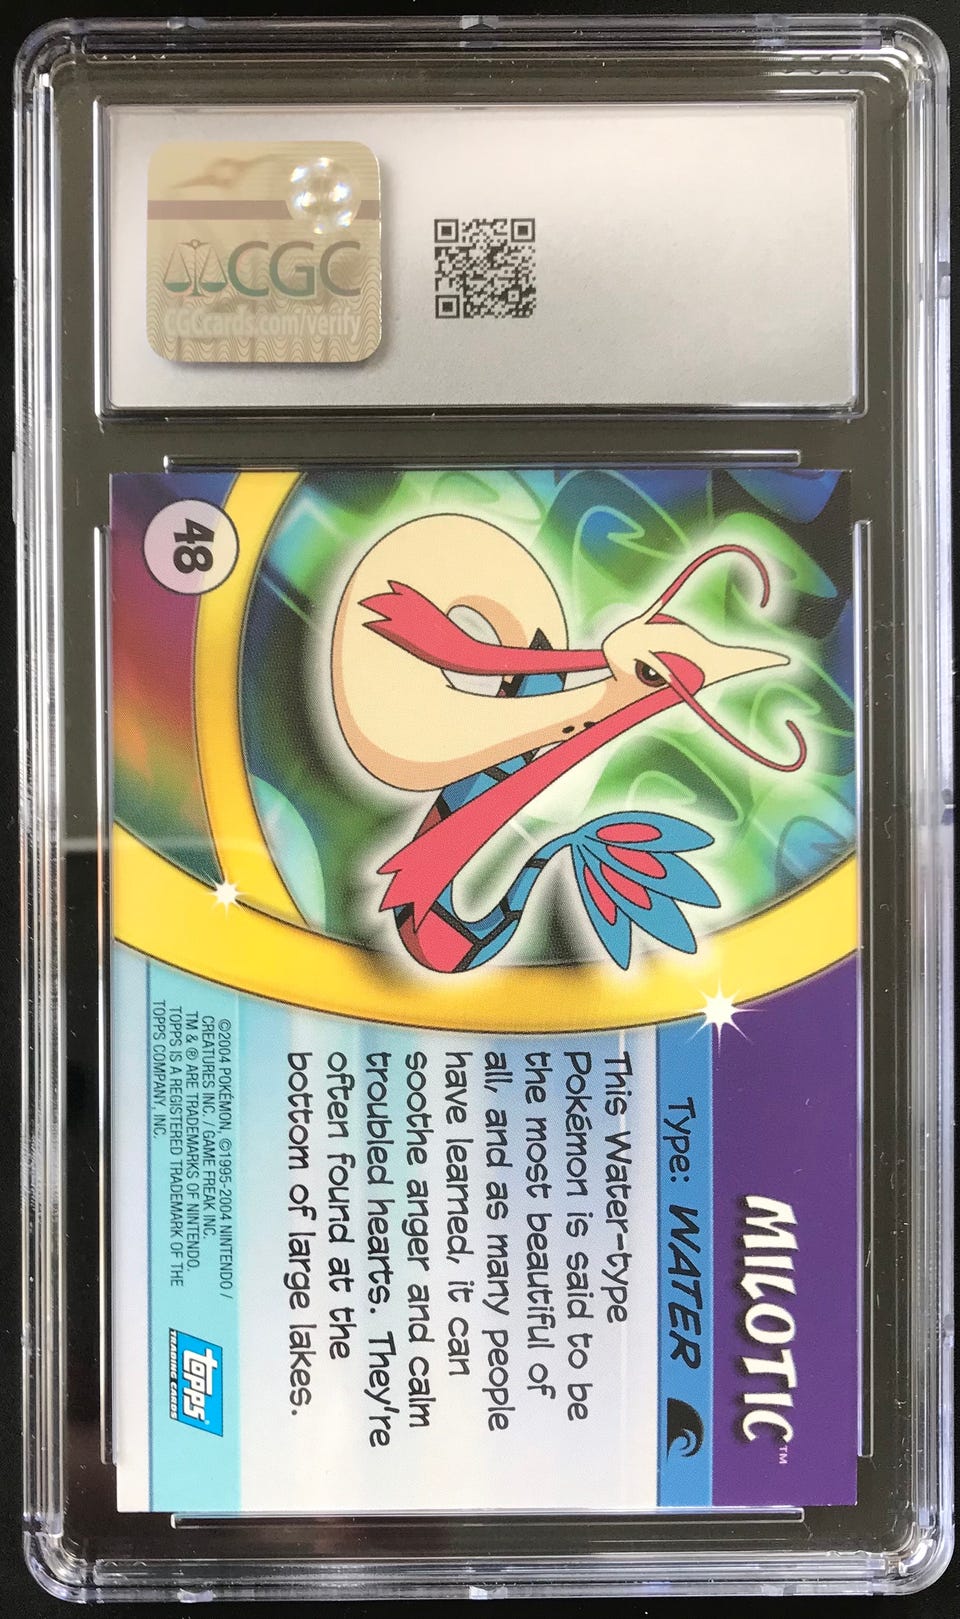 CGC
CGCcards.com/verify
48
MILOTIC™
Type: WATER
This Water-type
Pokémon is said to be
the most beautiful of
all, and as many people
have learned, it can
soothe anger and calm
troubled hearts. They're
often found at the
bottom of large lakes.
©2004 POKÉMON, ©1995-2004 NINTENDO/
CREATURES INC. / GAME FREAK INC.
TM & ® ARE TRADEMARKS OF NINTENDO.
TOPPS IS A REGISTERED TRADEMARK OF THE
TOPPS COMPANY, INC.
topps®
TRADING CARDS